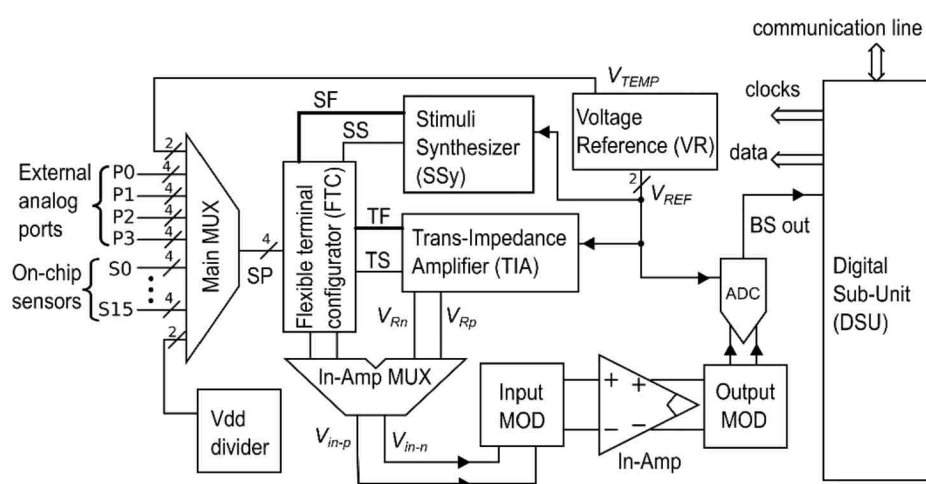 communication line
V_TEMP
clocks
SF
Stimuli
Synthesizer
(SSy)
SS
Voltage
Reference (VR)
data
2
V_REF
2
External
analog
ports
P0
4
P1
4
P2
4
P3
4
On-chip
sensors
S0
4
S15
4
2
Main MUX
4
SP
Flexible terminal
configurator (FTC)
TF
TS
Trans-Impedance
Amplifier (TIA)
BS out
ADC
Digital
Sub-Unit
(DSU)
V_Rn
V_Rp
In-Amp MUX
Vdd
divider
V_in-p
V_in-n
Input
MOD
+ +
− −
In-Amp
Output
MOD